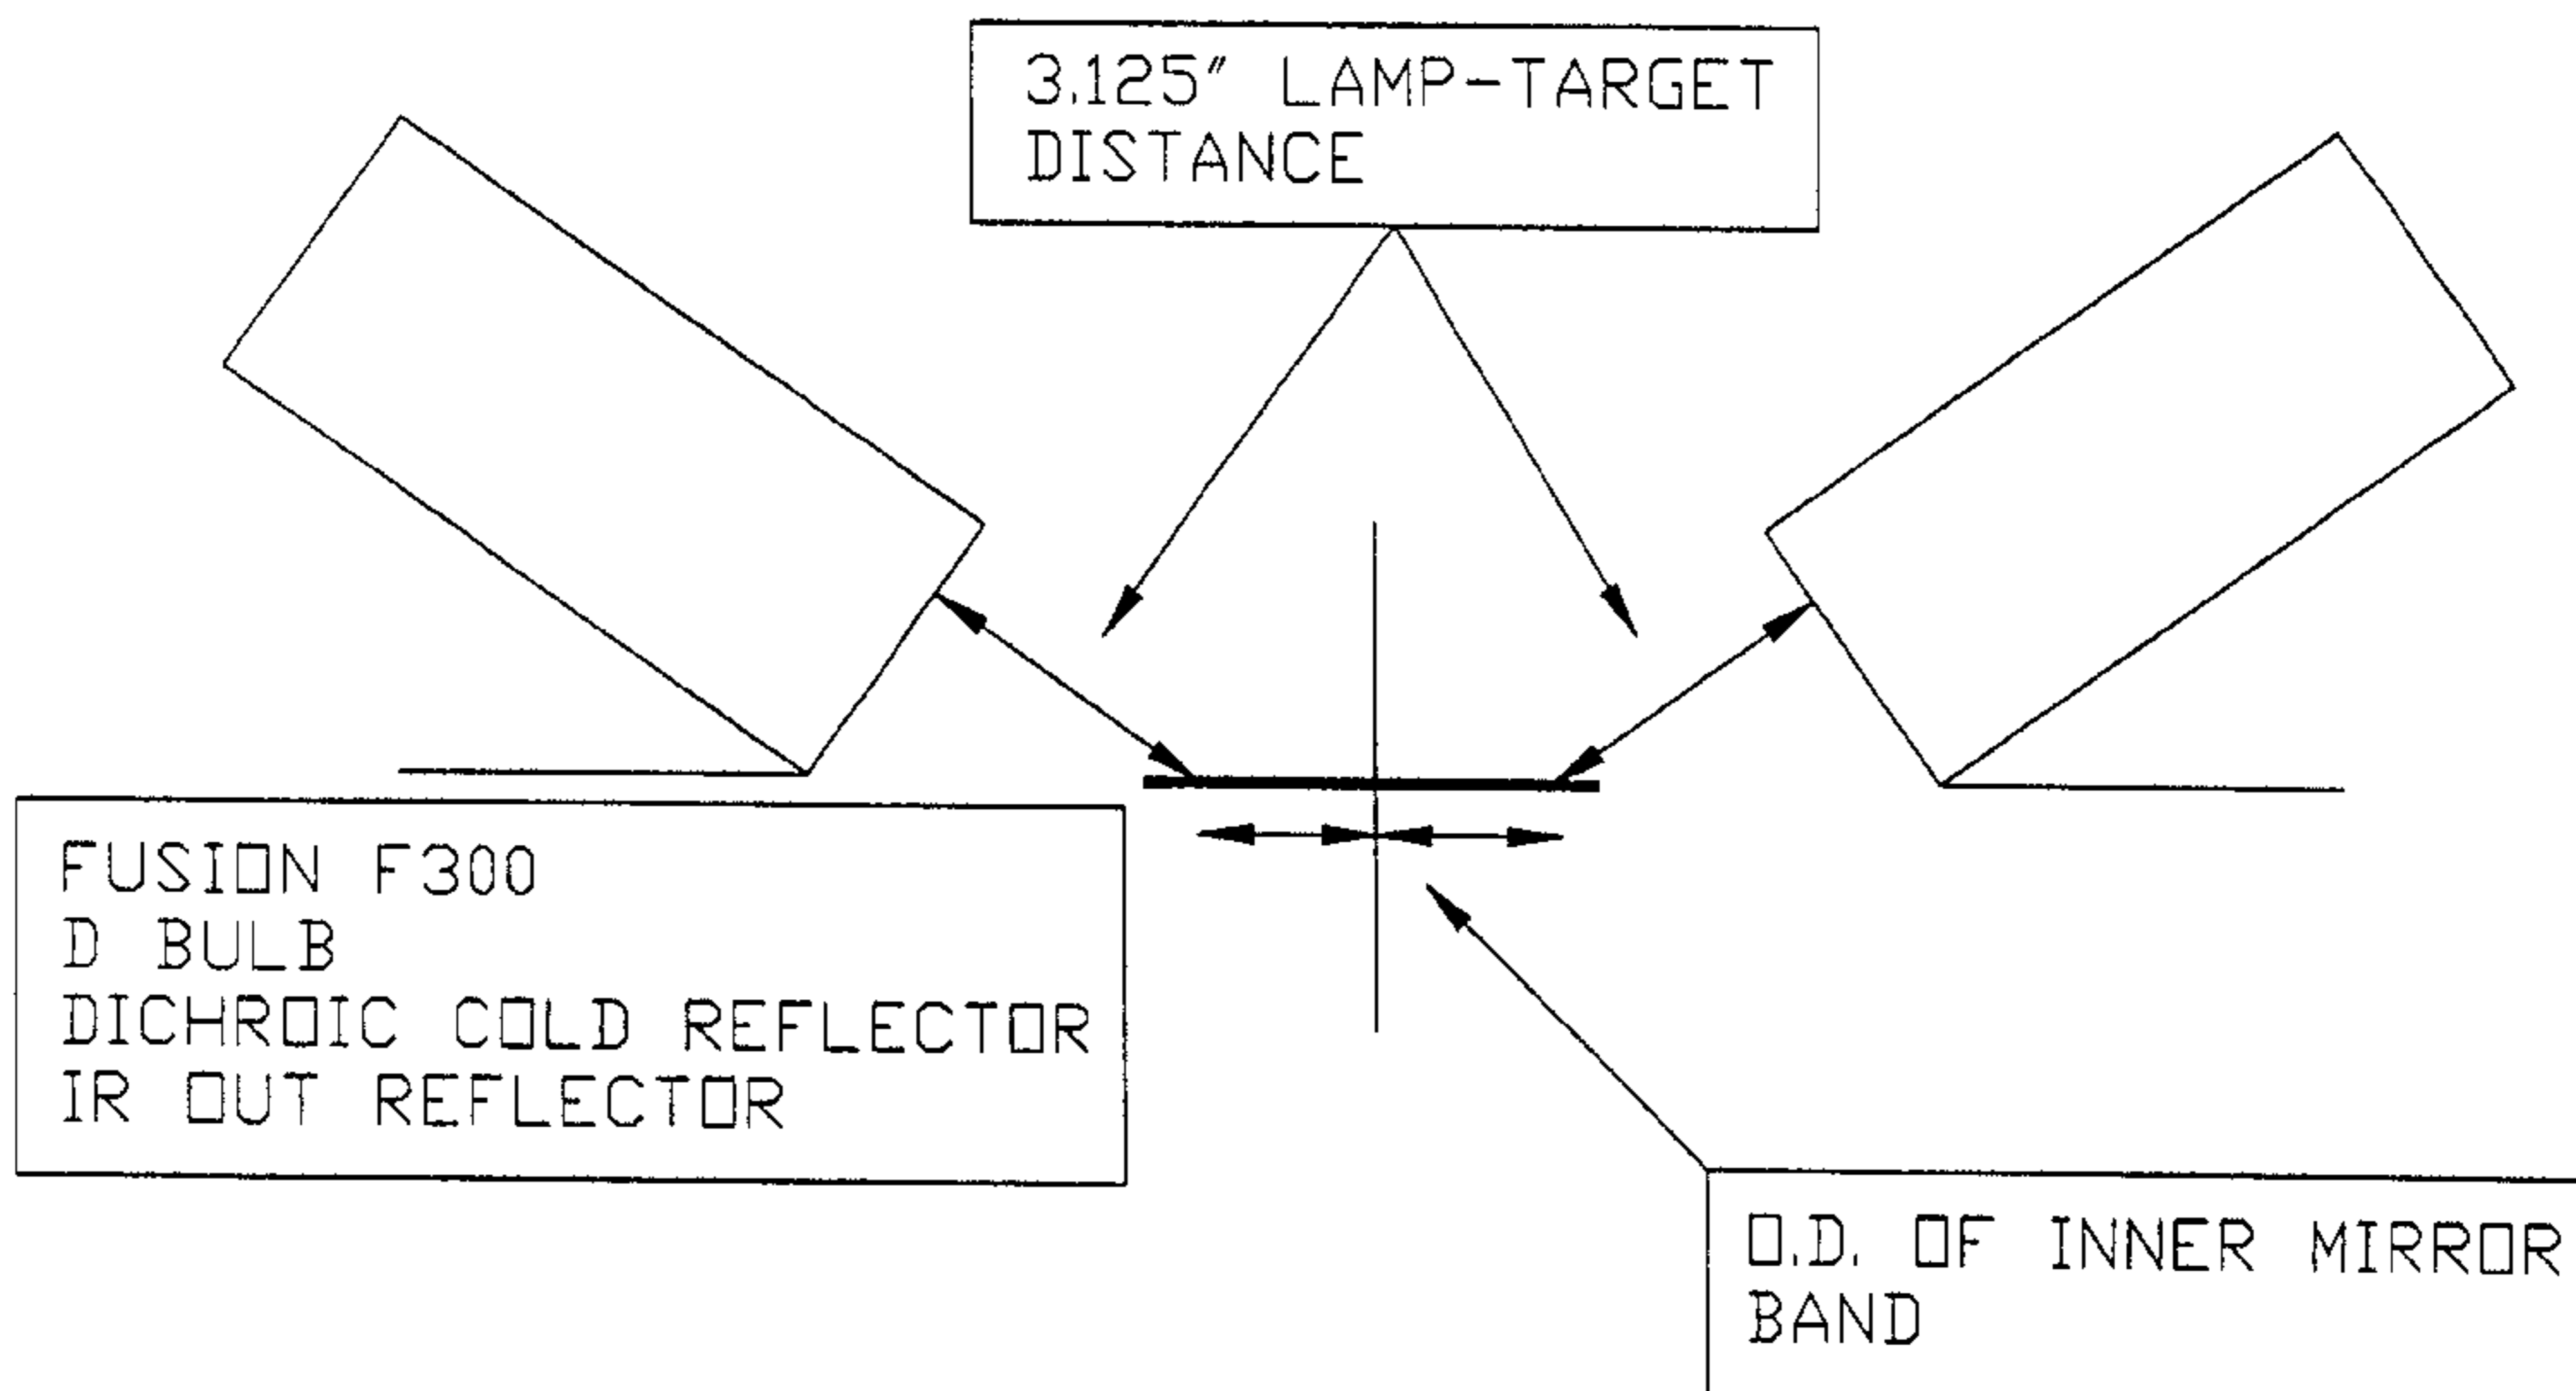 3.125" LAMP-TARGET
DISTANCE
FUSION F300
D BULB
DICHROIC COLD REFLECTOR
IR OUT REFLECTOR
O.D. OF INNER MIRROR
BAND